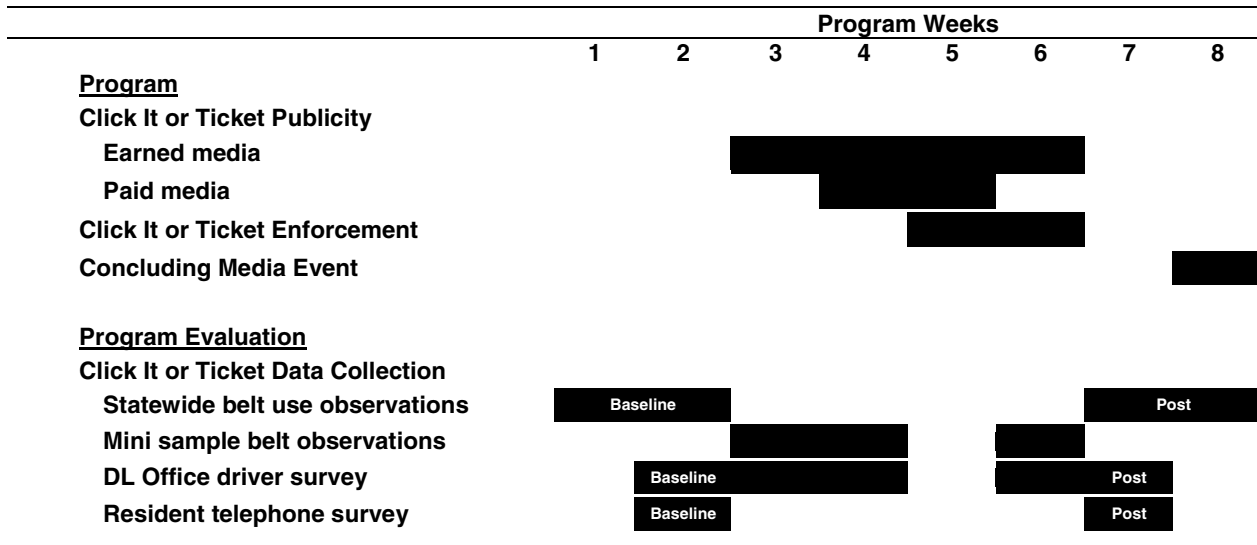 Program Weeks
1 2 3 4 5 6 7 8
Program
Click It or Ticket Publicity
Earned media
Paid media
Click It or Ticket Enforcement
Concluding Media Event
Program Evaluation
Click It or Ticket Data Collection
Statewide belt use observations Baseline Post
Mini sample belt observations
DL Office driver survey Baseline Post
Resident telephone survey Baseline Post